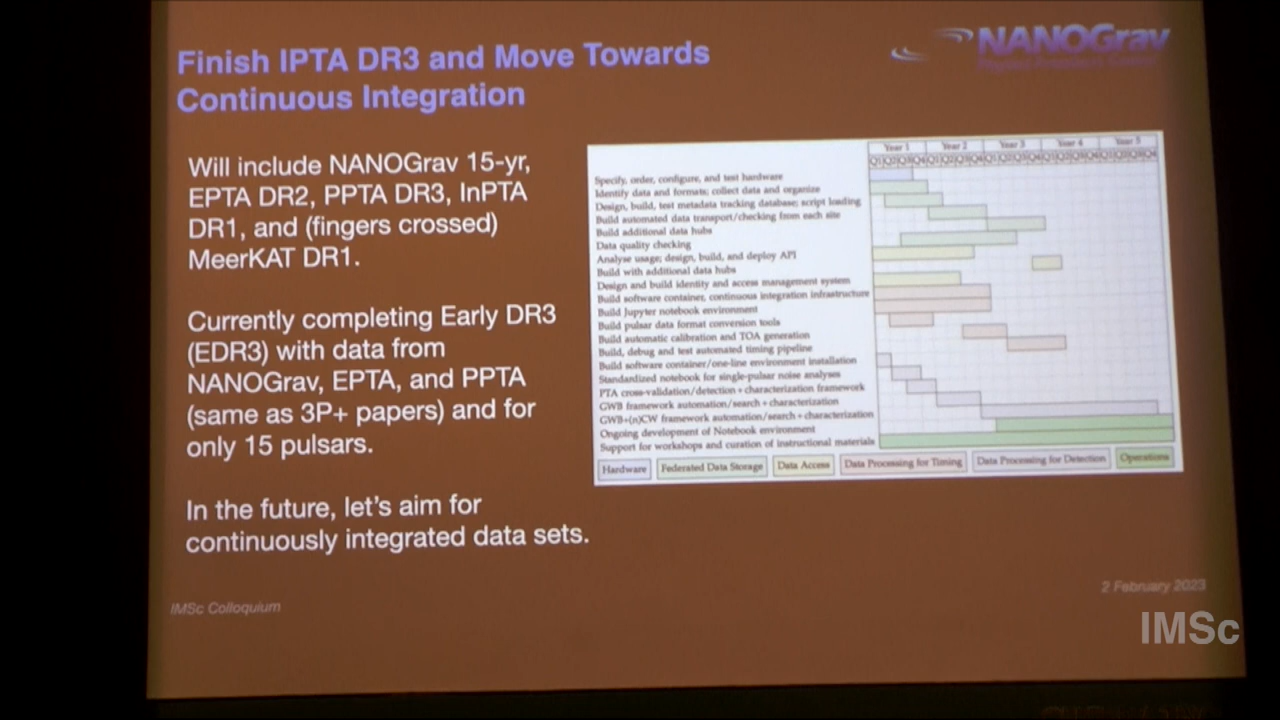 Finish IPTA DR3 and Move Towards
Continuous Integration
NANOGrav
Will include NANOGrav 15-yr,
EPTA DR2, PPTA DR3, InPTA
DR1, and (fingers crossed)
MeerKAT DR1.
Currently completing Early DR3
(EDR3) with data from
NANOGrav, EPTA, and PPTA
(same as 3P+ papers) and for
only 15 pulsars.
In the future, let's aim for
continuously integrated data sets.
Year 1 Year 2 Year 3 Year 4 Year 5
Specify, order, configure, and test hardware
Identify data and formats; collect data and organize
Design, build, test metadata tracking database; script loading
Build automated data transport/checking from each site
Build additional data hubs
Data quality checking
Analyse usage; design, build, and deploy API
Build with additional data hubs
Design and build identity and access management system
Build software container, continuous integration infrastructure
Build Jupyter notebook environment
Build pulsar data format conversion tools
Build automatic calibration and TOA generation
Build, debug and test automated timing pipeline
Build software container/one-line environment installation
Standardized notebook for single-pulsar noise analyses
PTA cross-validation/detection+characterization framework
GWB framework automation/search+characterization
GWB+(n)CW framework automation/search+characterization
Ongoing development of Notebook environment
Support for workshops and curation of instructional materials
Hardware Federated Data Storage Data Access Data Processing for Timing Data Processing for Detection Operations
IMSc Colloquium
2 February 2023
IMSc